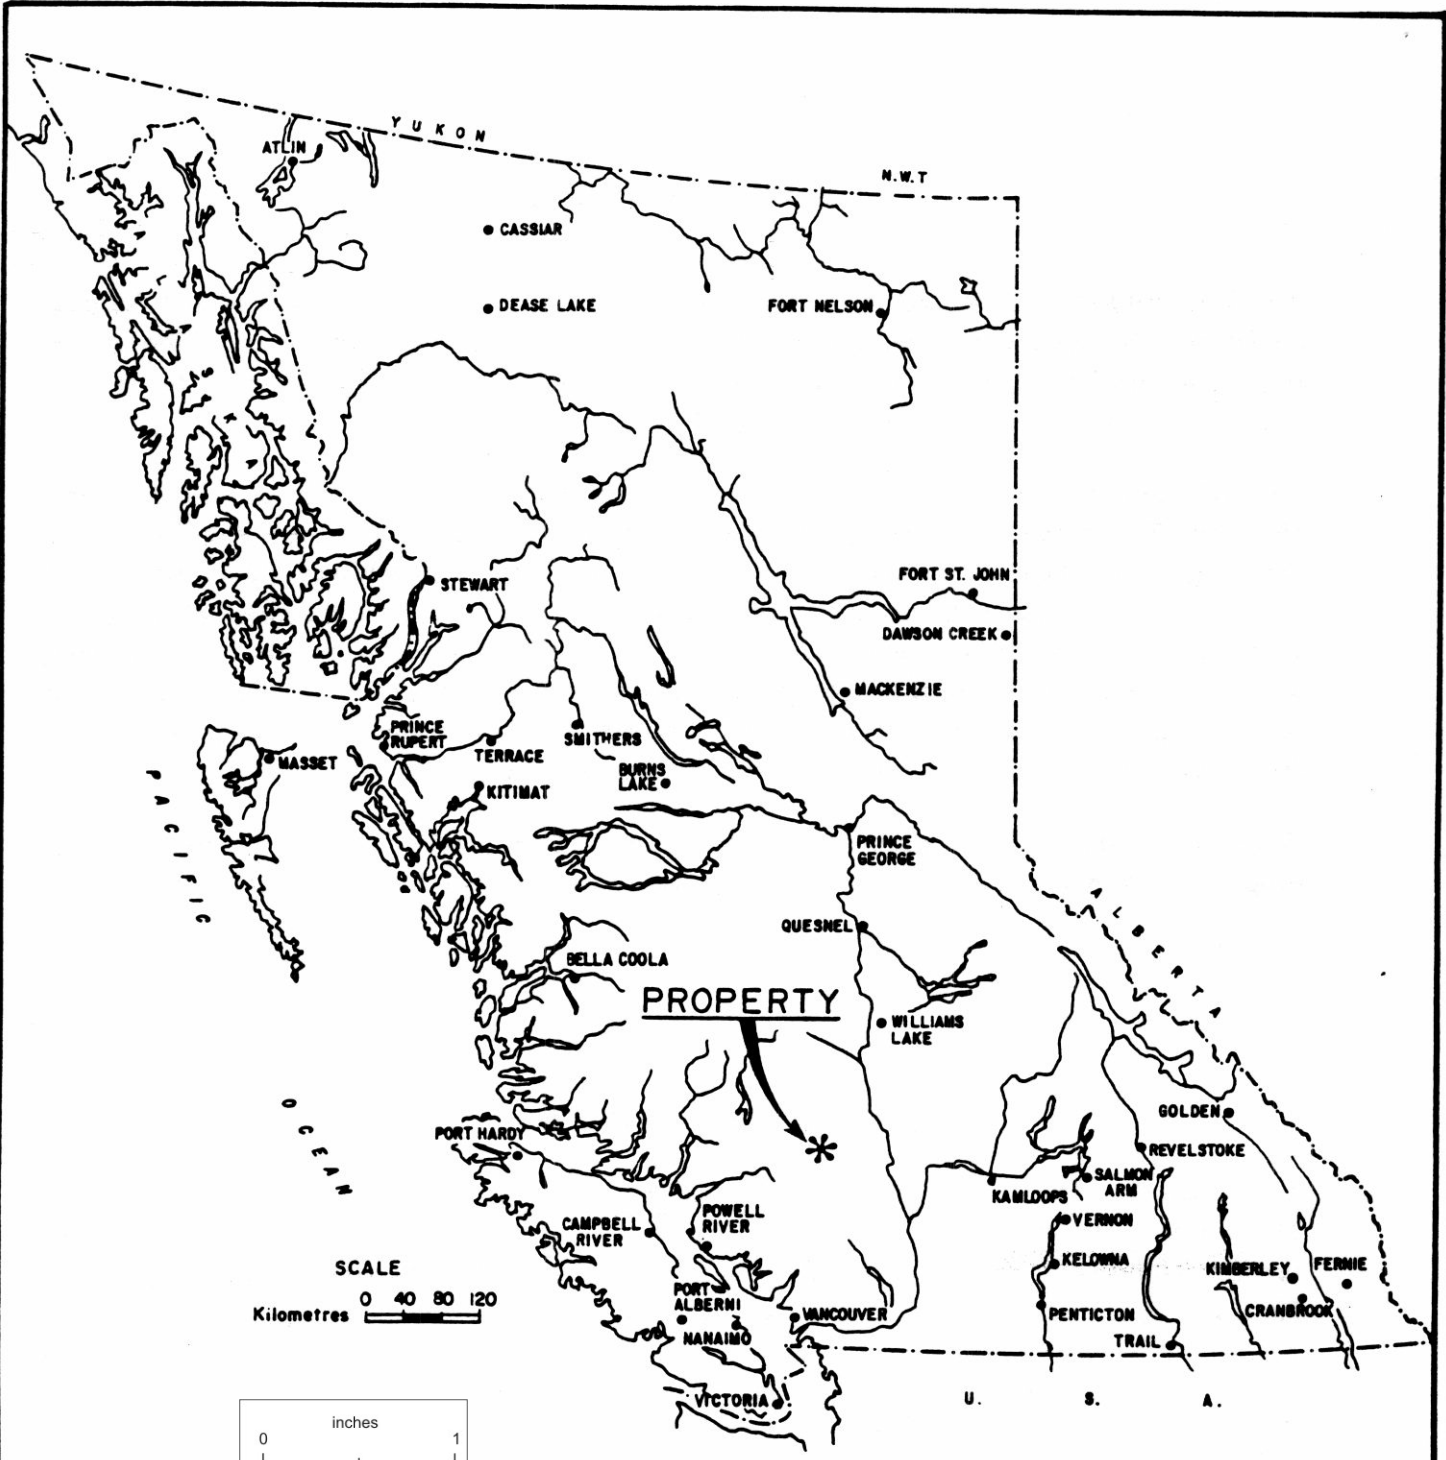 YUKON
N.W.T
ATLIN
CASSIAR
DEASE LAKE
FORT NELSON
ALASKA
STEWART
FORT ST. JOHN
DAWSON CREEK
MACKENZIE
PRINCE
RUPERT
TERRACE
SMITHERS
MASSET
BURNS
LAKE
KITIMAT
PACIFIC
PRINCE
GEORGE
ALBERTA
QUESNEL
BELLA COOLA
PROPERTY
WILLIAMS
LAKE
OCEAN
GOLDEN
PORT HARDY
REVELSTOKE
SALMON
ARM
KAMLOOPS
POWELL
RIVER
CAMPBELL
RIVER
VERNON
KELOWNA
KIMBERLEY
FERNIE
SCALE
Kilometres 0 40 80 120
PORT
ALBERNI
VANCOUVER
PENTICTON
CRANBROOK
NANAIMO
TRAIL
VICTORIA
U. S. A.
inches
0 1